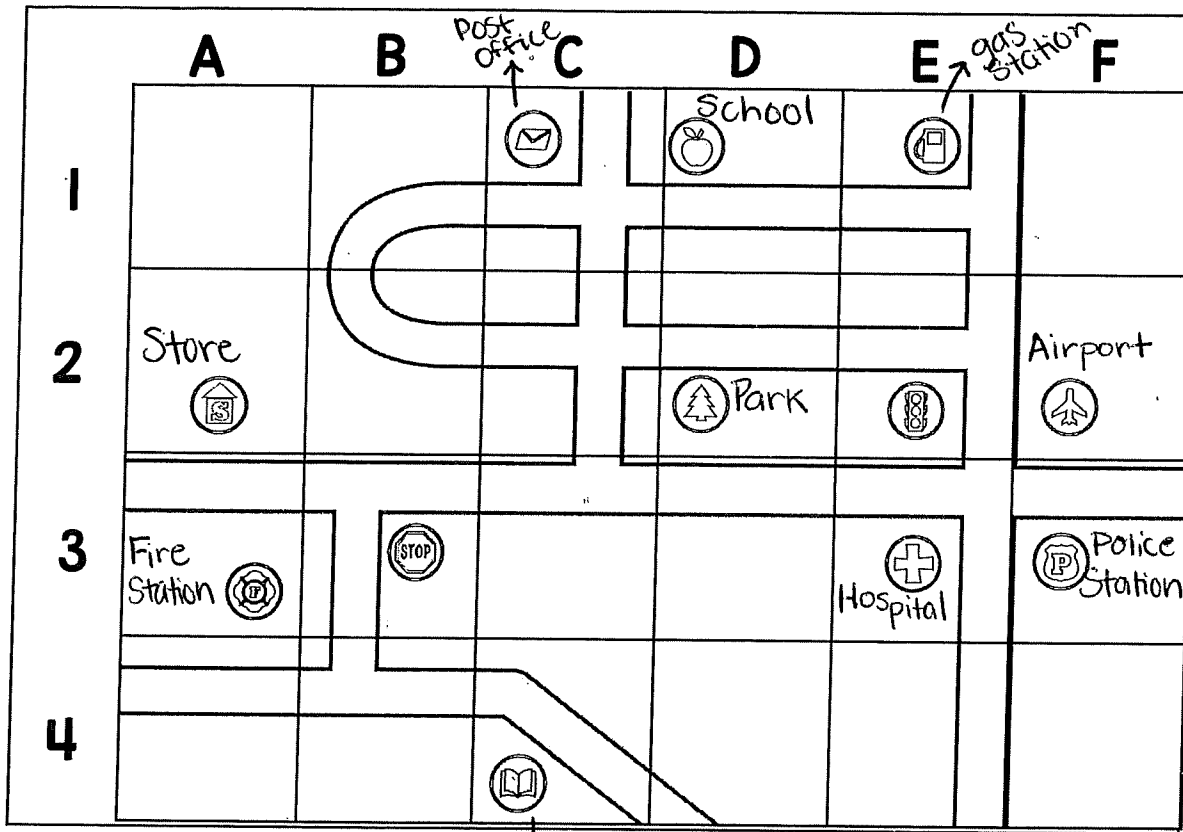 Post
office
gas
station
A B C D E F
School
1
2
Store
S
Park
Airport
3
Fire
Station
STOP
Hospital
P
Police
Station
4